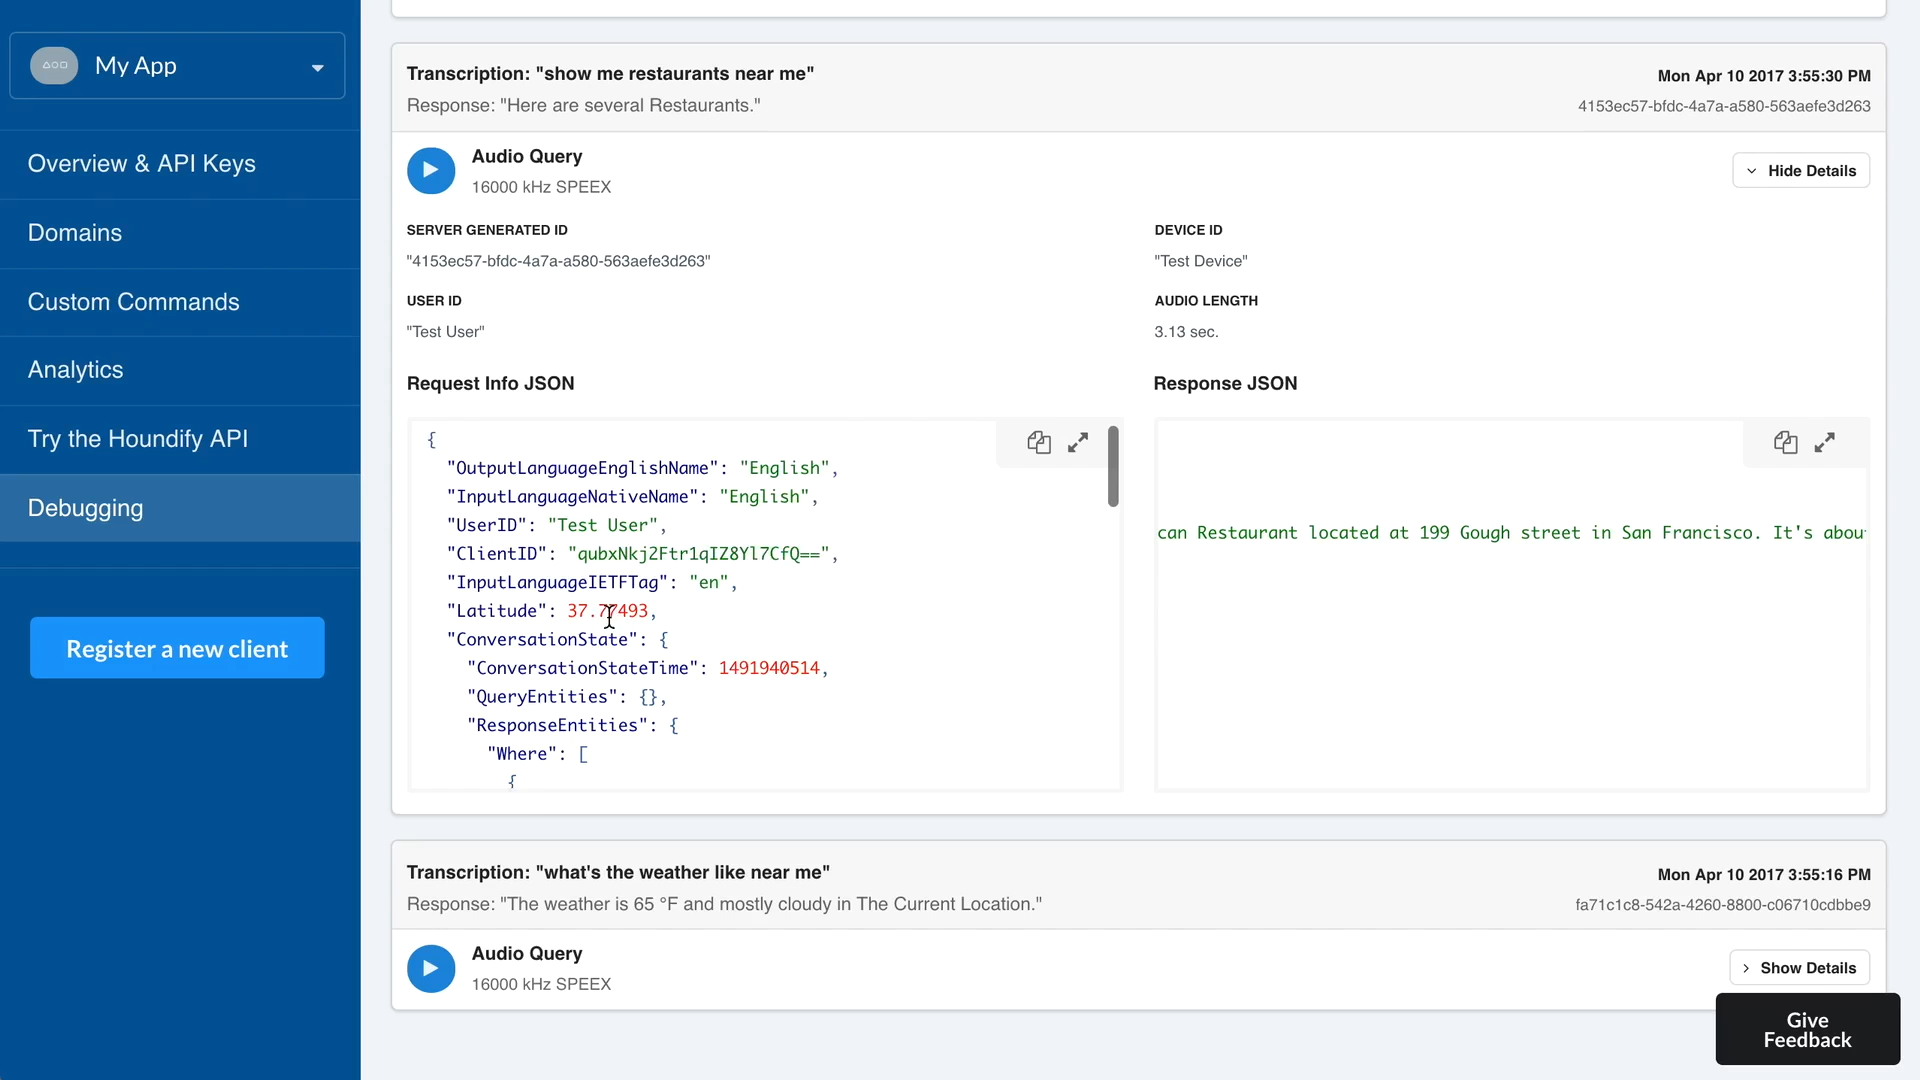 My App
Overview & API Keys
Domains
Custom Commands
Analytics
Try the Houndify API
Debugging
Register a new client
Transcription: "show me restaurants near me"
Mon Apr 10 2017 3:55:30 PM
Response: "Here are several Restaurants."
4153ec57-bfdc-4a7a-a580-563aefe3d263
Audio Query
16000 kHz SPEEX
Hide Details
SERVER GENERATED ID
"4153ec57-bfdc-4a7a-a580-563aefe3d263"
DEVICE ID
"Test Device"
USER ID
"Test User"
AUDIO LENGTH
3.13 sec.
Request Info JSON
{
"OutputLanguageEnglishName": "English",
"InputLanguageNativeName": "English",
"UserID": "Test User",
"ClientID": "qubxNkj2Ftr1qIZ8Yl7CfQ==",
"InputLanguageIETFTag": "en",
"Latitude": 37.77493,
"ConversationState": {
"ConversationStateTime": 1491940514,
"QueryEntities": {},
"ResponseEntities": {
"Where": [
{
Response JSON
can Restaurant located at 199 Gough street in San Francisco. It's abou
Transcription: "what's the weather like near me"
Mon Apr 10 2017 3:55:16 PM
Response: "The weather is 65 °F and mostly cloudy in The Current Location."
fa71c1c8-542a-4260-8800-c06710cdbbe9
Audio Query
16000 kHz SPEEX
Show Details
Give
Feedback